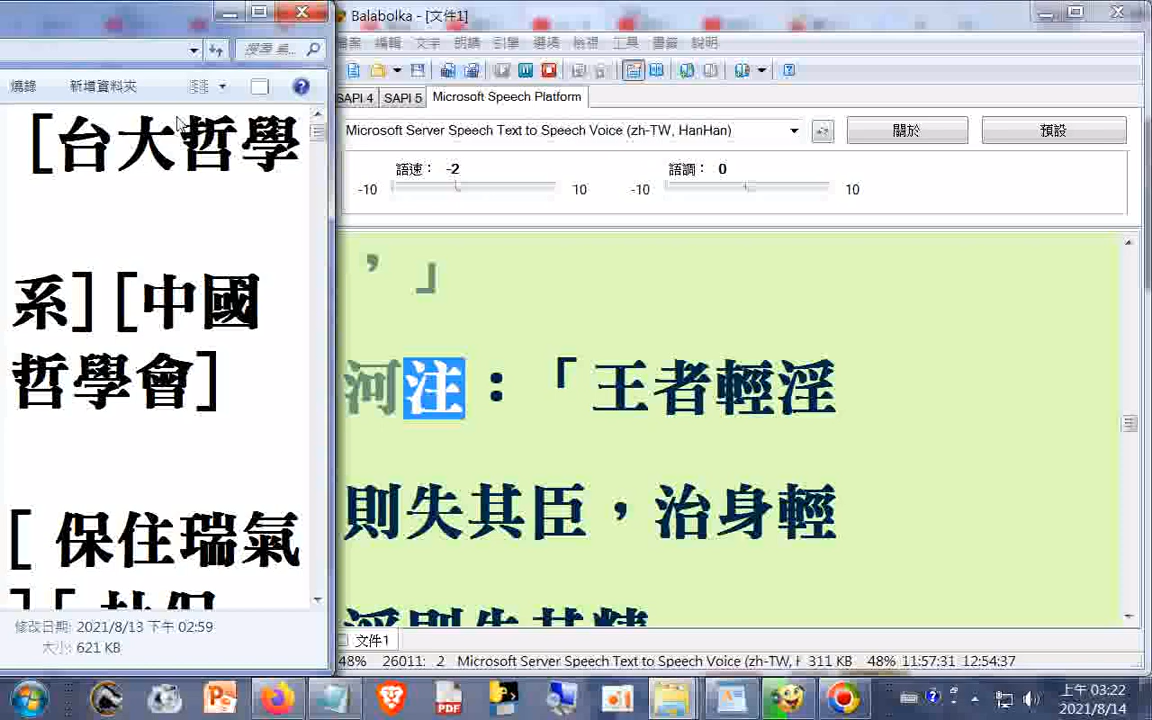 Balabolka - [文件1]
檔案 編輯 文字 朗讀 引擎 選項 檢視 工具 書籤 說明
燒錄 新增資料夾
SAPI 4 SAPI 5 Microsoft Speech Platform
Microsoft Server Speech Text to Speech Voice (zh-TW, HanHan) 關於 預設
語速： -2 語調： 0
-10 10 -10 10
[台大哲學
系][中國
哲學會]
[ 保住瑞氣
，」
河注：「王者輕淫
則失其臣，治身輕
淫則失其精
修改日期: 2021/8/13 下午 02:59
大小: 621 KB
文件1
48% 26011: 2 Microsoft Server Speech Text to Speech Voice (zh-TW, H 311 KB 48% 11:57:31 12:54:37
上午 03:22
2021/8/14